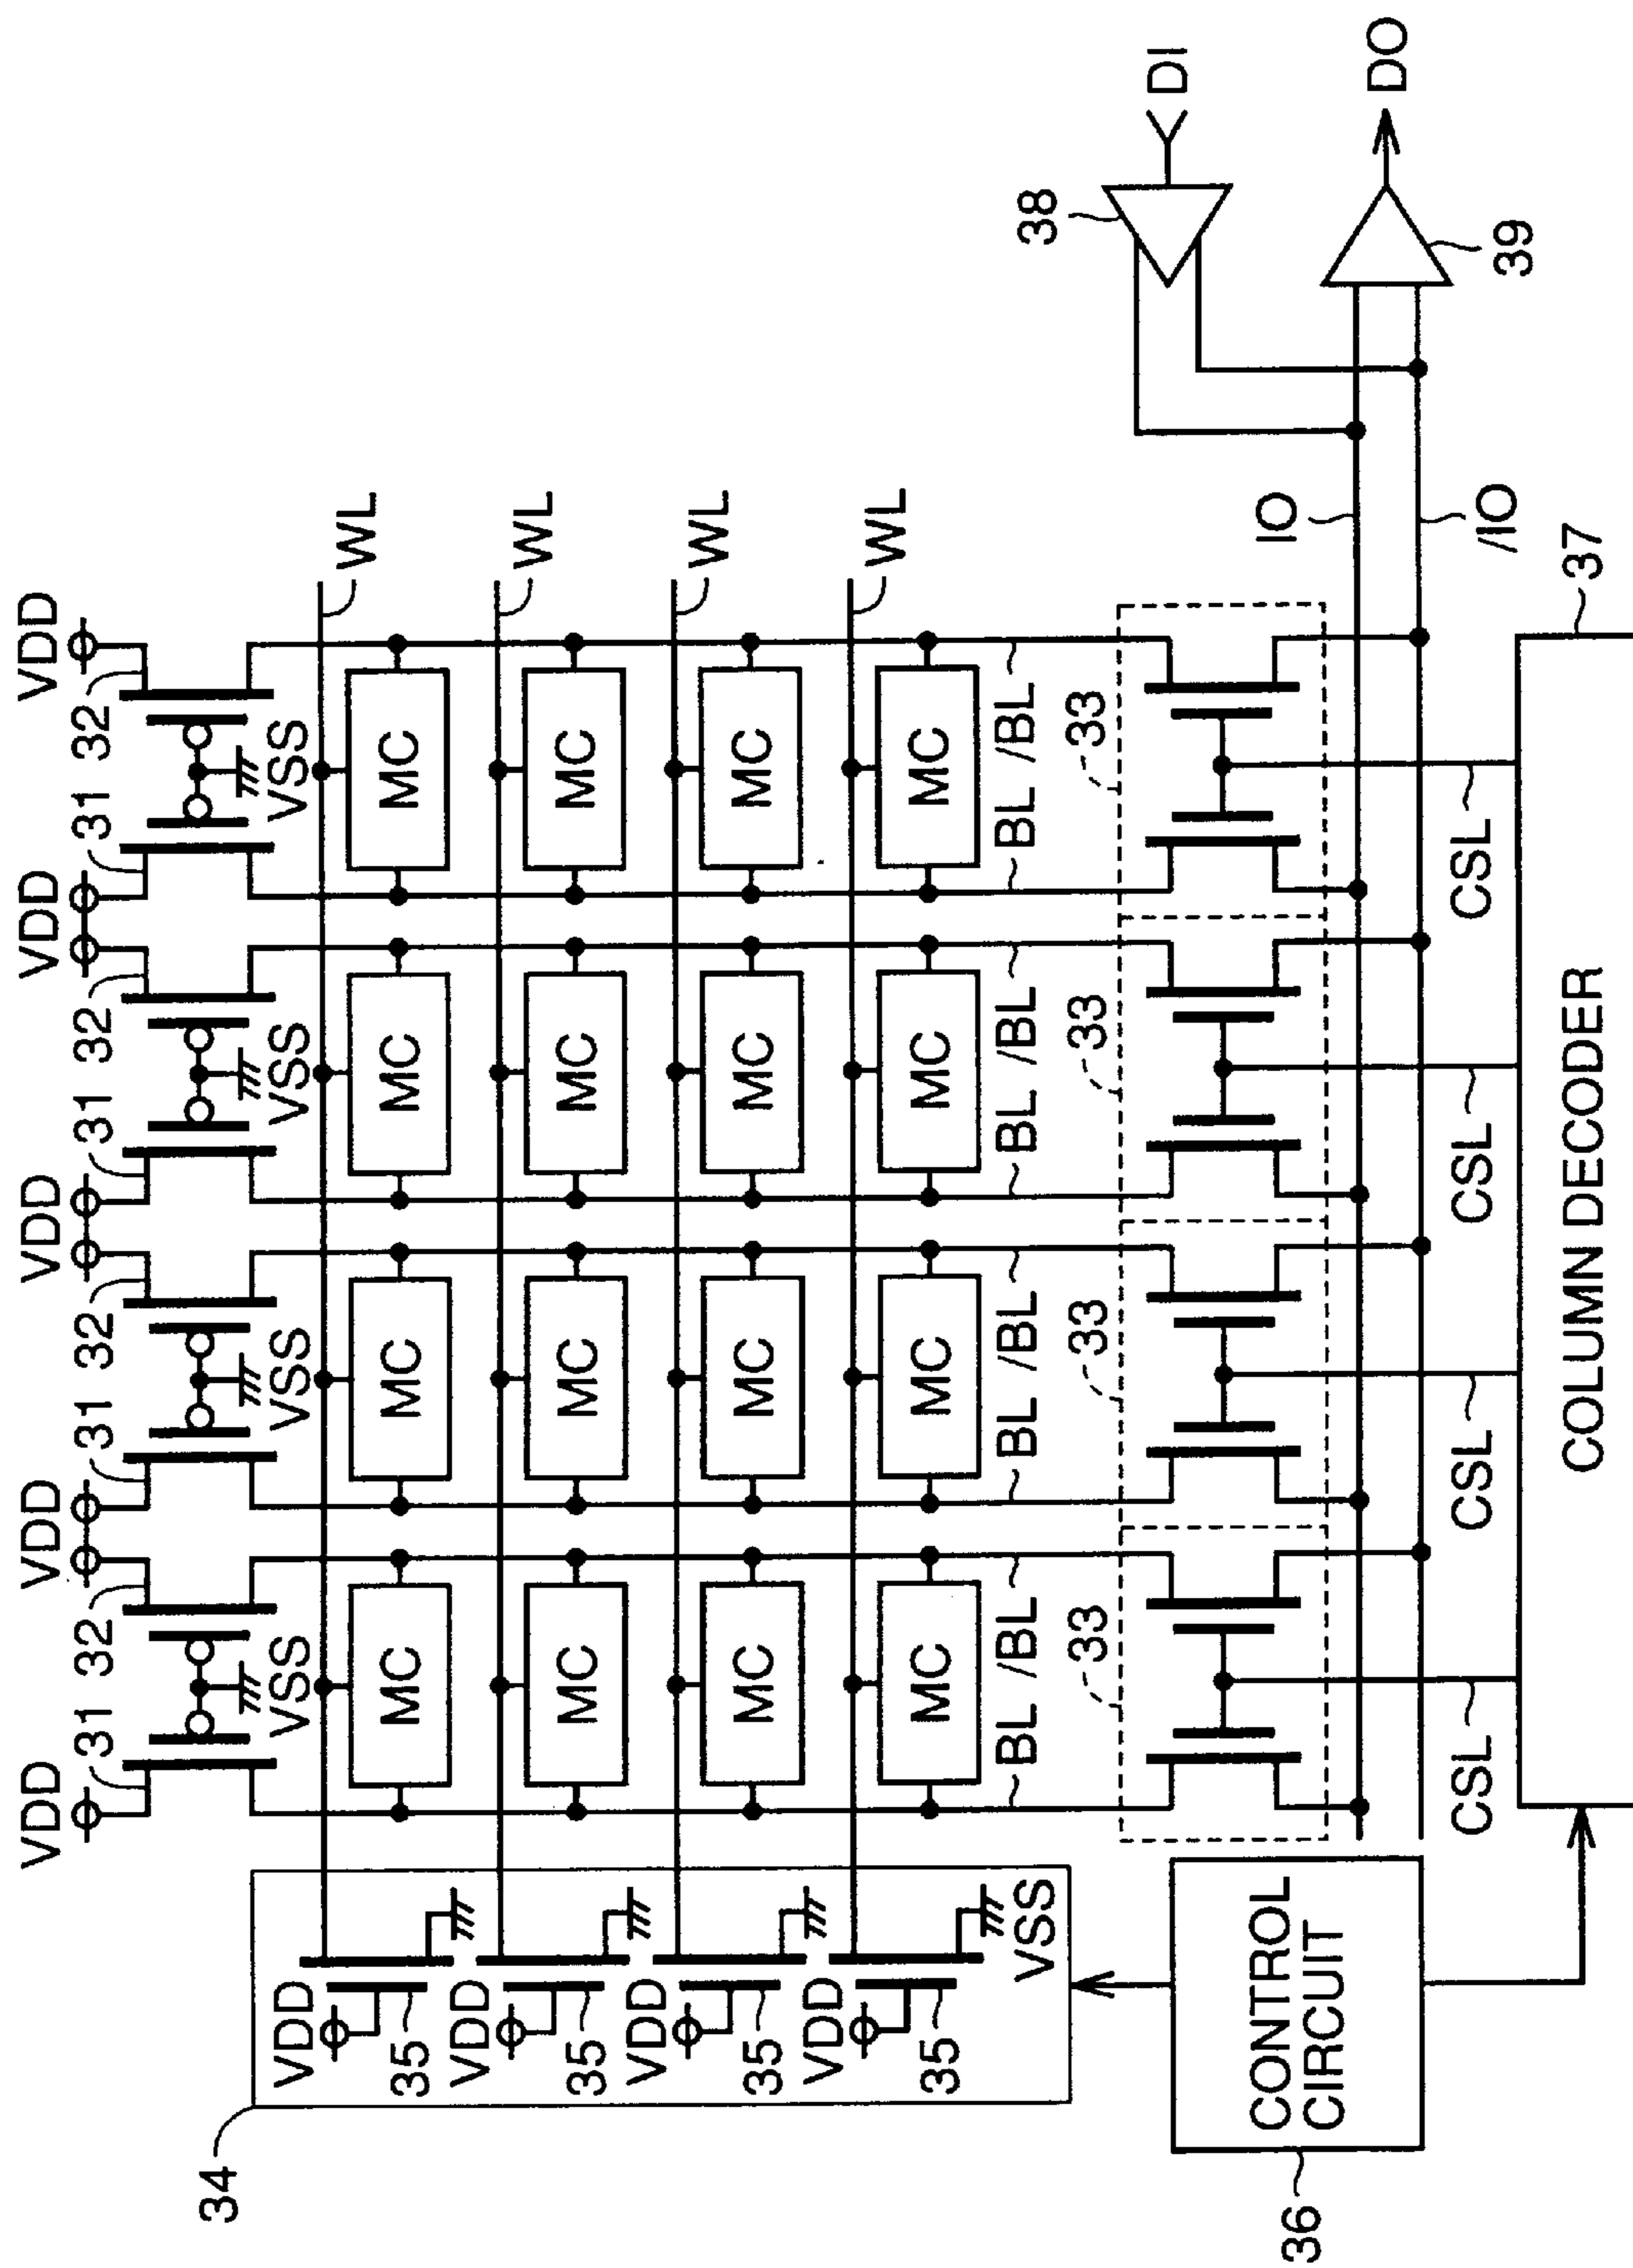 VDD VDD VDD VDD VDD
31 32 31 32 31 32 31 32
34
VDD VSS VSS VSS VSS
WL
35 MC MC MC MC
VDD
WL
35 MC MC MC MC
VDD
WL
35 MC MC MC MC
VDD
WL
35 MC MC MC MC
VSS BL /BL BL /BL BL /BL BL /BL
38
33 33 33 33
DI
CONTROL
CIRCUIT
36
IO
DO
CSL CSL CSL CSL
/IO
39
COLUMN DECODER
37